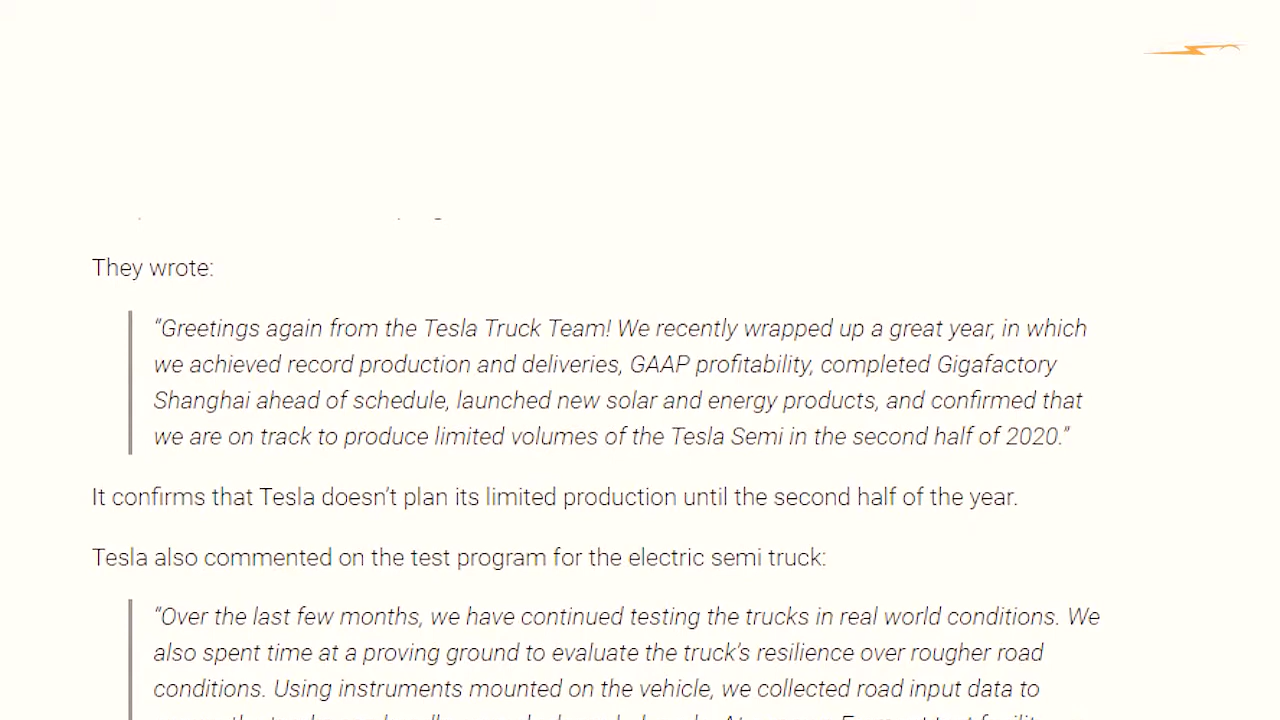 They wrote:
“Greetings again from the Tesla Truck Team! We recently wrapped up a great year, in which
we achieved record production and deliveries, GAAP profitability, completed Gigafactory
Shanghai ahead of schedule, launched new solar and energy products, and confirmed that
we are on track to produce limited volumes of the Tesla Semi in the second half of 2020.”
It confirms that Tesla doesn’t plan its limited production until the second half of the year.
Tesla also commented on the test program for the electric semi truck:
“Over the last few months, we have continued testing the trucks in real world conditions. We
also spent time at a proving ground to evaluate the truck’s resilience over rougher road
conditions. Using instruments mounted on the vehicle, we collected road input data to